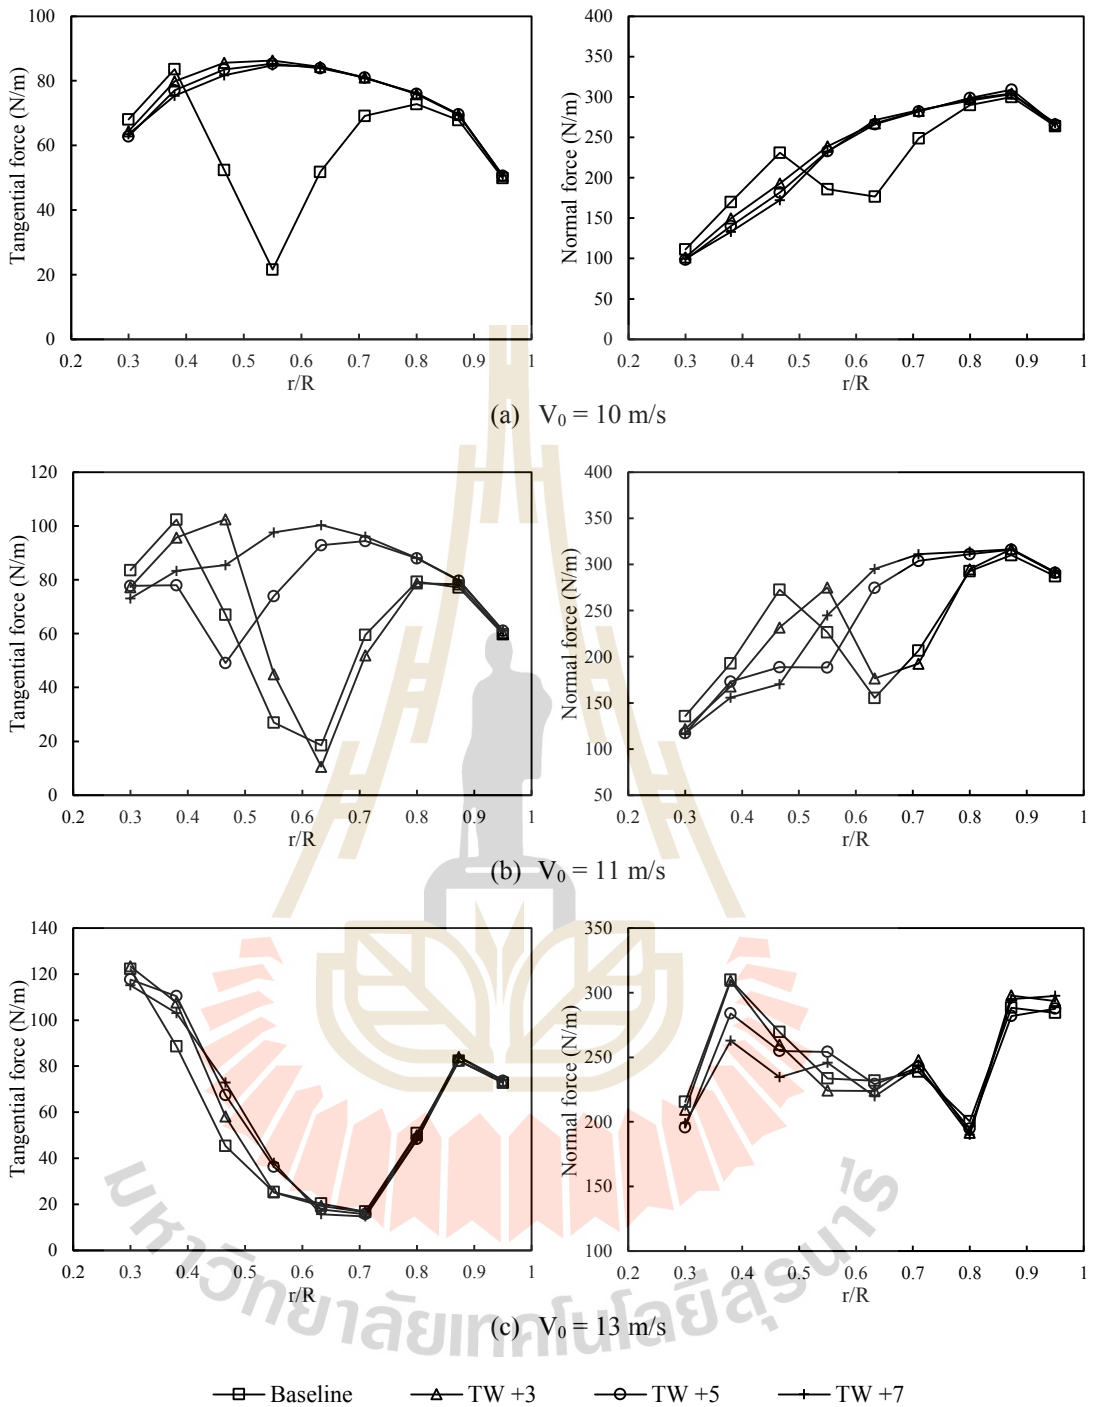 100
80
60
40
20
0
0.2 0.3 0.4 0.5 0.6 0.7 0.8 0.9 1
Tangential force (N/m)
r/R
400
350
300
250
200
150
100
50
0
0.2 0.3 0.4 0.5 0.6 0.7 0.8 0.9 1
Normal force (N/m)
r/R
(a) V0 = 10 m/s
120
100
80
60
40
20
0
0.2 0.3 0.4 0.5 0.6 0.7 0.8 0.9 1
Tangential force (N/m)
r/R
400
350
300
250
200
150
100
50
0.2 0.3 0.4 0.5 0.6 0.7 0.8 0.9 1
Normal force (N/m)
r/R
(b) V0 = 11 m/s
140
120
100
80
60
40
20
0
0.2 0.3 0.4 0.5 0.6 0.7 0.8 0.9 1
Tangential force (N/m)
r/R
350
300
250
200
150
100
0.2 0.3 0.4 0.5 0.6 0.7 0.8 0.9 1
Normal force (N/m)
r/R
(c) V0 = 13 m/s
Baseline TW +3 TW +5 TW +7
มหาวิทยาลัยเทคโนโลยีสุรนารี